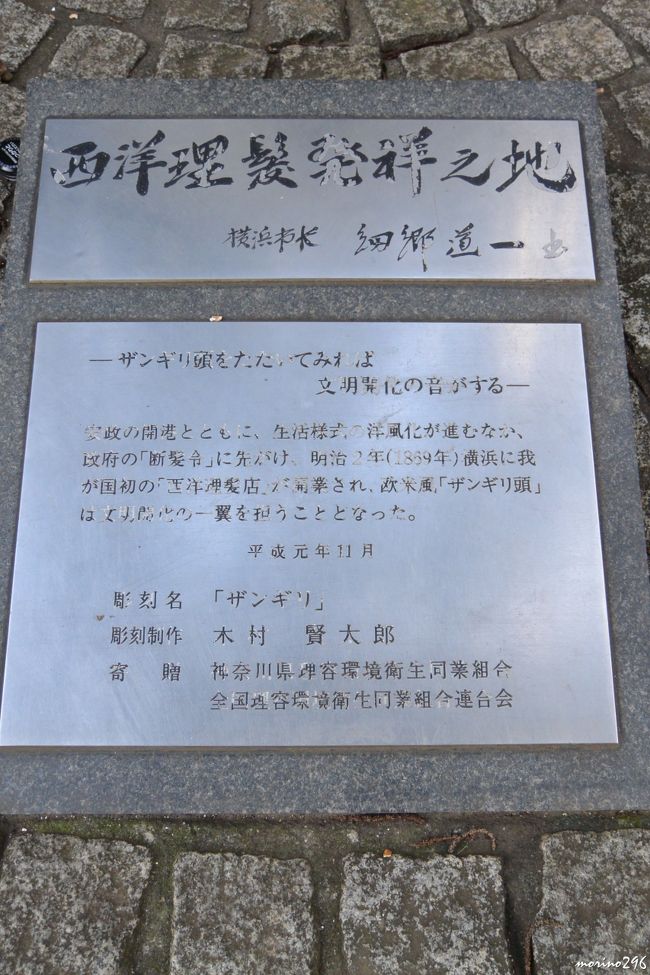 西洋理髪発祥之地
横浜市長 細郷道一 書
―ザンギリ頭をたたいてみれば
文明開化の音がする―
安政の開港とともに、生活様式の洋風化が進むなか、
政府の「断髪令」に先がけ、明治2年(1869年)横浜に我
が国初の「西洋理髪店」が開業され、欧米風「ザンギリ頭」
は文明開化の一翼を担うこととなった。
平成元年11月
彫刻名 「ザンギリ」
彫刻制作 木村 賢太郎
寄贈 神奈川県理容環境衛生同業組合
全国理容環境衛生同業組合連合会
morino296